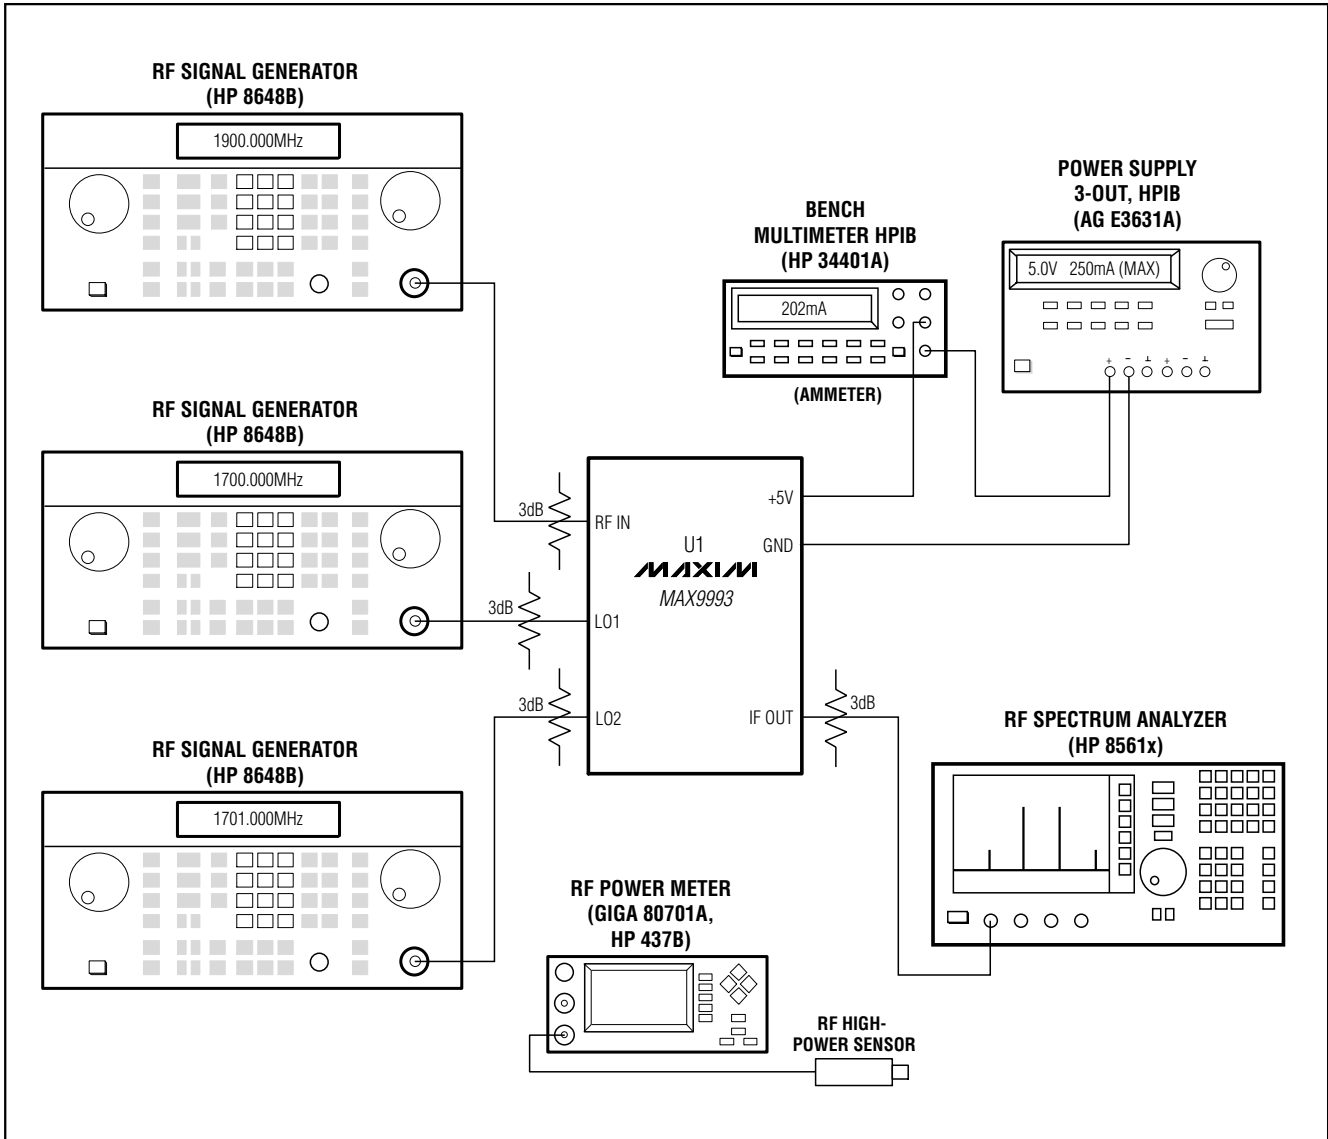 RF SIGNAL GENERATOR
(HP 8648B)
1900.000MHz
POWER SUPPLY
3-OUT, HPIB
(AG E3631A)
5.0V 250mA (MAX)
+ - ⊥ + - ⊥
BENCH
MULTIMETER HPIB
(HP 34401A)
202mA
(AMMETER)
RF SIGNAL GENERATOR
(HP 8648B)
1700.000MHz
3dB
RF IN
+5V
GND
U1
MAXIM
MAX9993
3dB
LO1
3dB
LO2
IF OUT
3dB
RF SIGNAL GENERATOR
(HP 8648B)
1701.000MHz
RF SPECTRUM ANALYZER
(HP 8561x)
RF POWER METER
(GIGA 80701A,
HP 437B)
RF HIGH-
POWER SENSOR